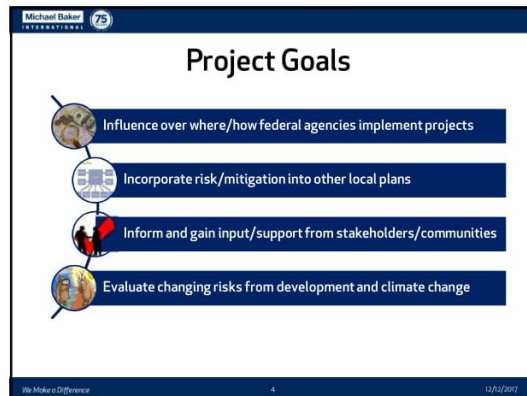 Michael Baker
INTERNATIONAL
75
Project Goals
Influence over where/how federal agencies implement projects
Incorporate risk/mitigation into other local plans
Inform and gain input/support from stakeholders/communities
Evaluate changing risks from development and climate change
We Make a Difference
4
12/12/2017